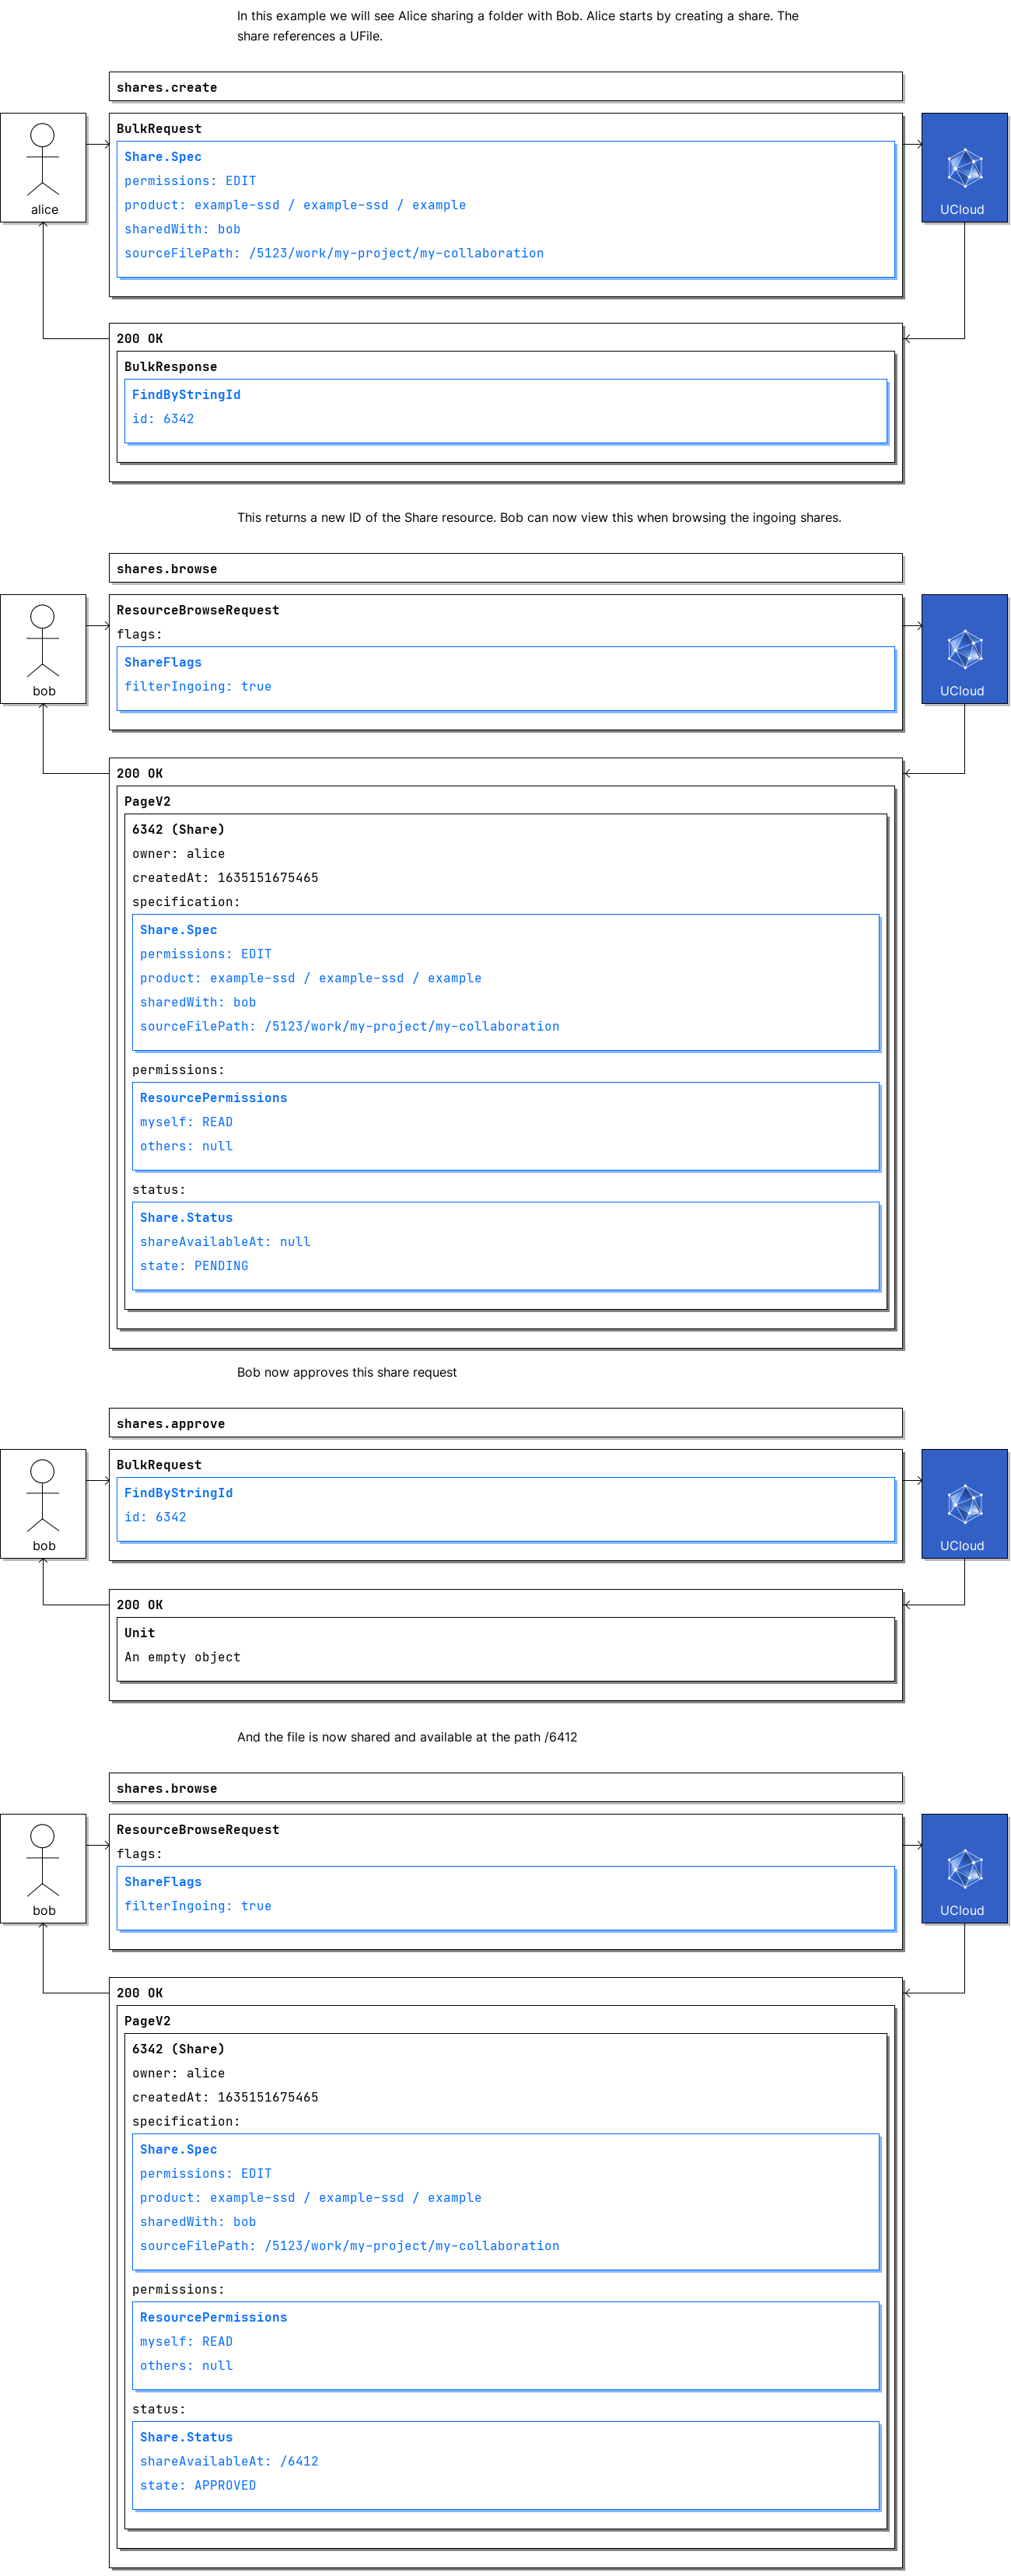 In this example we will see Alice sharing a folder with Bob. Alice starts by creating a share. The
share references a UFile.
shares.create
alice
BulkRequest
Share.Spec
permissions: EDIT
product: example-ssd / example-ssd / example
sharedWith: bob
sourceFilePath: /5123/work/my-project/my-collaboration
UCloud
200 OK
BulkResponse
FindByStringId
id: 6342
This returns a new ID of the Share resource. Bob can now view this when browsing the ingoing shares.
shares.browse
bob
ResourceBrowseRequest
flags:
ShareFlags
filterIngoing: true
UCloud
200 OK
PageV2
6342 (Share)
owner: alice
createdAt: 1635151675465
specification:
Share.Spec
permissions: EDIT
product: example-ssd / example-ssd / example
sharedWith: bob
sourceFilePath: /5123/work/my-project/my-collaboration
permissions:
ResourcePermissions
myself: READ
others: null
status:
Share.Status
shareAvailableAt: null
state: PENDING
Bob now approves this share request
shares.approve
bob
BulkRequest
FindByStringId
id: 6342
UCloud
200 OK
Unit
An empty object
And the file is now shared and available at the path /6412
shares.browse
bob
ResourceBrowseRequest
flags:
ShareFlags
filterIngoing: true
UCloud
200 OK
PageV2
6342 (Share)
owner: alice
createdAt: 1635151675465
specification:
Share.Spec
permissions: EDIT
product: example-ssd / example-ssd / example
sharedWith: bob
sourceFilePath: /5123/work/my-project/my-collaboration
permissions:
ResourcePermissions
myself: READ
others: null
status:
Share.Status
shareAvailableAt: /6412
state: APPROVED